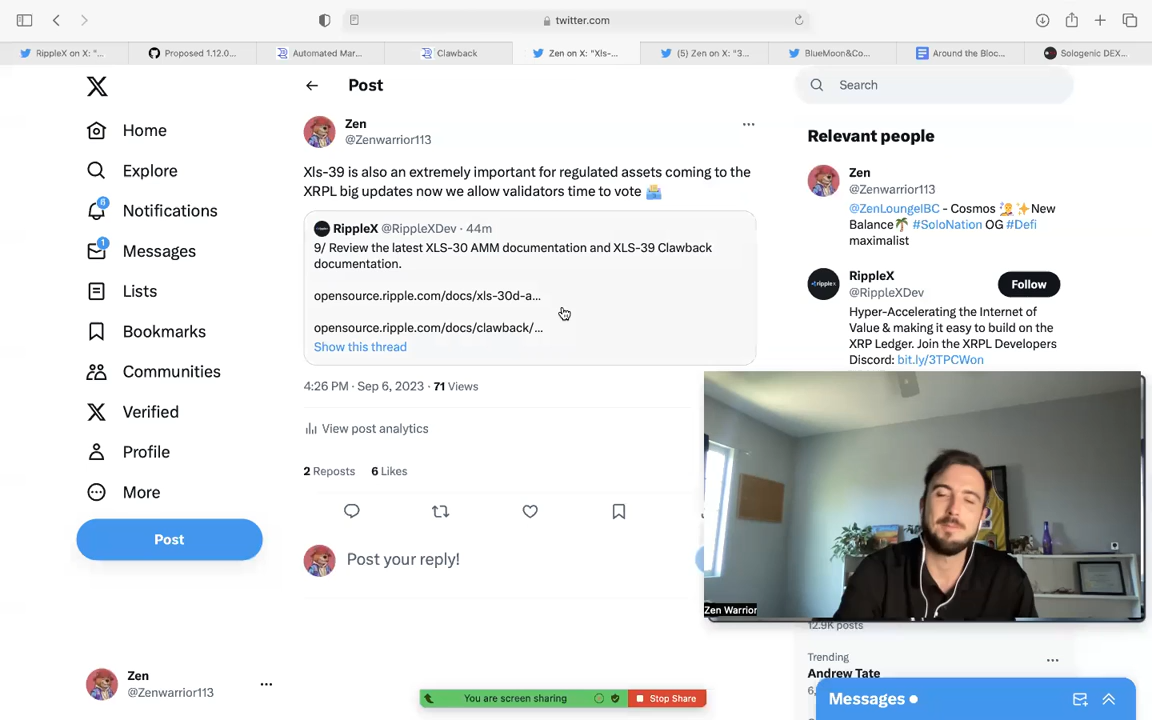 twitter.com
RippleX on X: "...
Proposed 1.12.0...
Automated Mar...
Clawback
Zen on X: "Xls-...
(5) Zen on X: "3...
BlueMoon&Co...
Around the Bloc...
Sologenic DEX...
Home
Explore
6
Notifications
1
Messages
Lists
Bookmarks
Communities
Verified
Profile
More
Post
Zen
@Zenwarrior113
Post
Zen
@Zenwarrior113
Xls-39 is also an extremely important for regulated assets coming to the
XRPL big updates now we allow validators time to vote 🗳️
RippleX @RippleXDev · 44m
9/ Review the latest XLS-30 AMM documentation and XLS-39 Clawback
documentation.
opensource.ripple.com/docs/xls-30d-a...
opensource.ripple.com/docs/clawback/...
Show this thread
4:26 PM · Sep 6, 2023 · 71 Views
View post analytics
2 Reposts 6 Likes
Post your reply!
Search
Relevant people
Zen
@Zenwarrior113
@ZenLoungeIBC - Cosmos 🧝✨New
Balance🌴 #SoloNation OG #Defi
maximalist
RippleX
@RippleXDev
Follow
Hyper-Accelerating the Internet of
Value & making it easy to build on the
XRP Ledger. Join the XRPL Developers
Discord: bit.ly/3TPCWon
Zen Warrior
12.9K posts
Trending
Andrew Tate
Messages
You are screen sharing
Stop Share